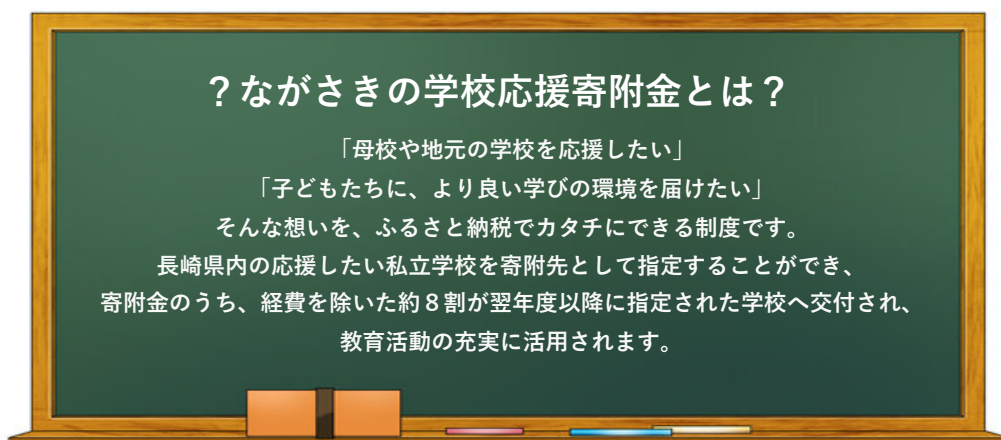 ？ながさきの学校応援寄附金とは？
「母校や地元の学校を応援したい」
「子どもたちに、より良い学びの環境を届けたい」
そんな想いを、ふるさと納税でカタチにできる制度です。
長崎県内の応援したい私立学校を寄附先として指定することができ、
寄附金のうち、経費を除いた約８割が翌年度以降に指定された学校へ交付され、
教育活動の充実に活用されます。